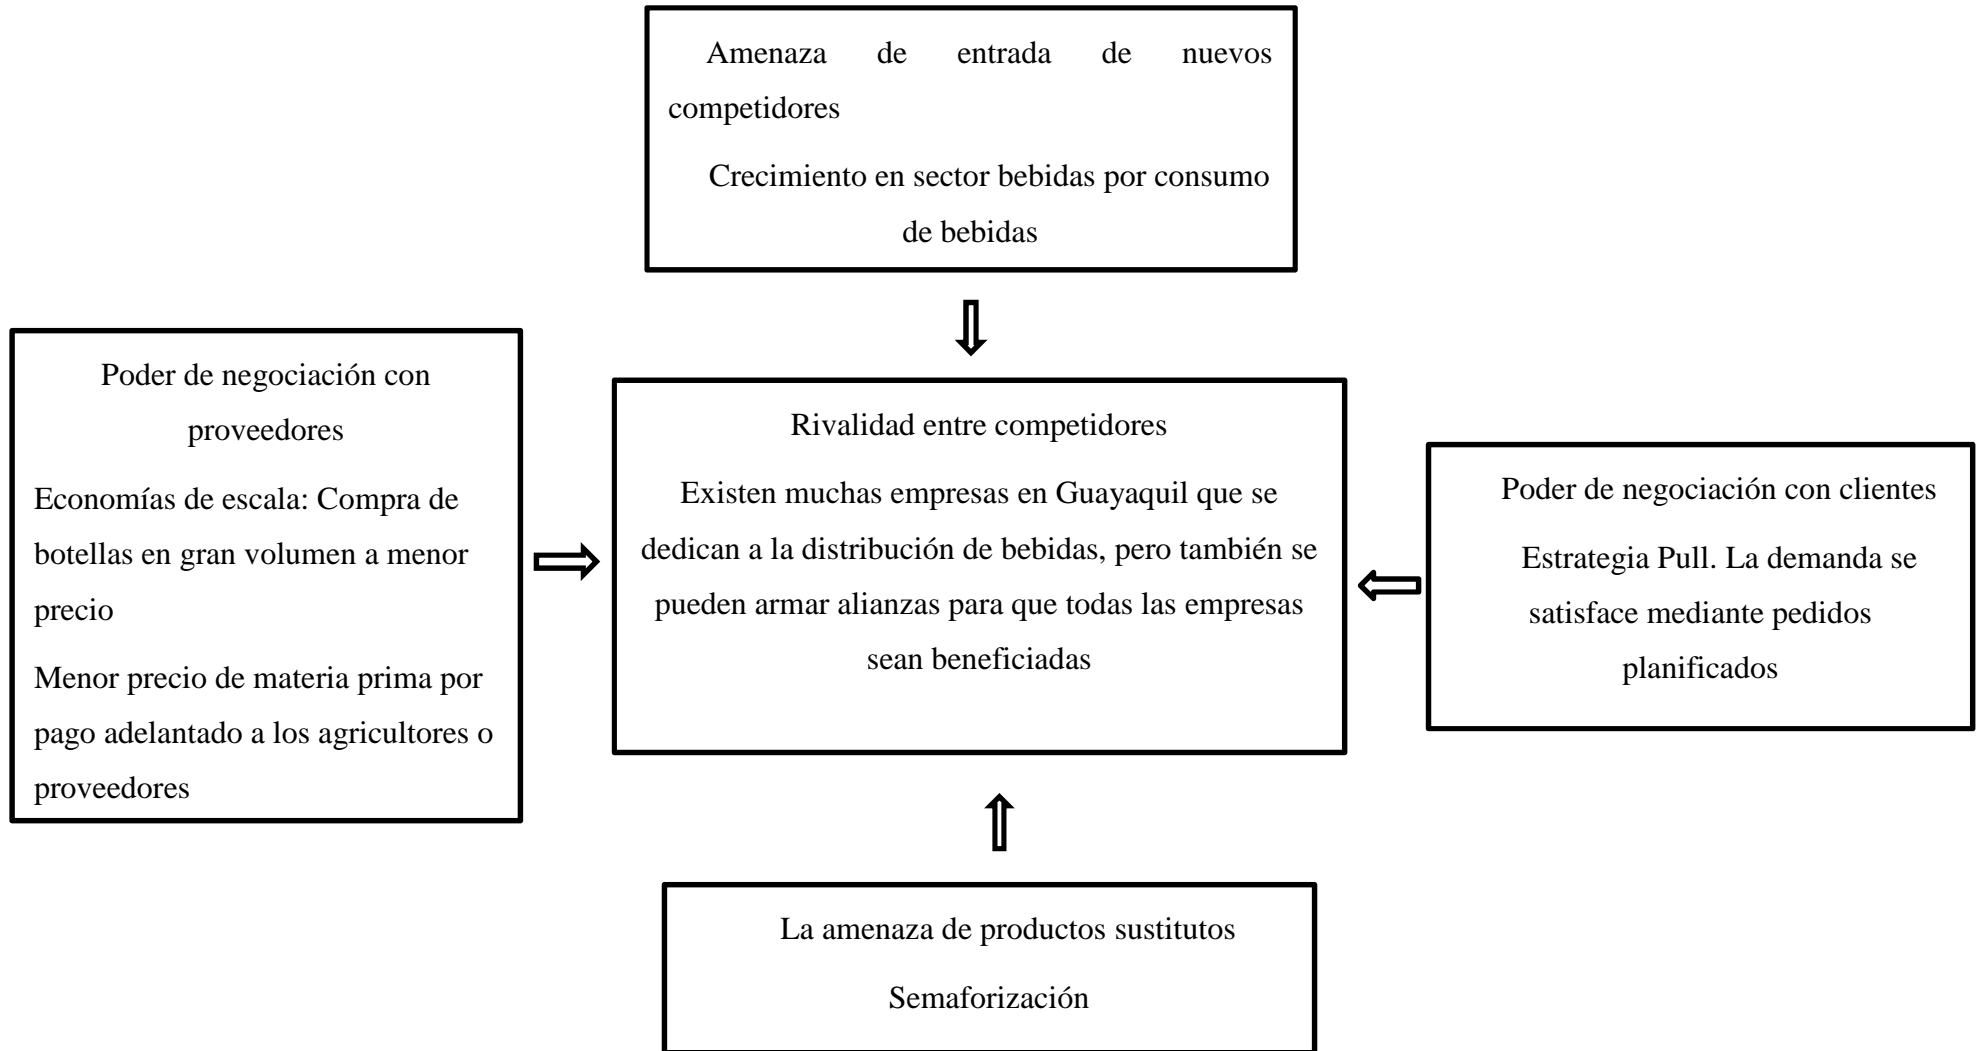 Amenaza de entrada de nuevos
competidores
Crecimiento en sector bebidas por consumo
de bebidas
Poder de negociación con
proveedores
Economías de escala: Compra de
botellas en gran volumen a menor
precio
Menor precio de materia prima por
pago adelantado a los agricultores o
proveedores
Rivalidad entre competidores
Existen muchas empresas en Guayaquil que se
dedican a la distribución de bebidas, pero también se
pueden armar alianzas para que todas las empresas
sean beneficiadas
Poder de negociación con clientes
Estrategia Pull. La demanda se
satisface mediante pedidos
planificados
La amenaza de productos sustitutos
Semaforización